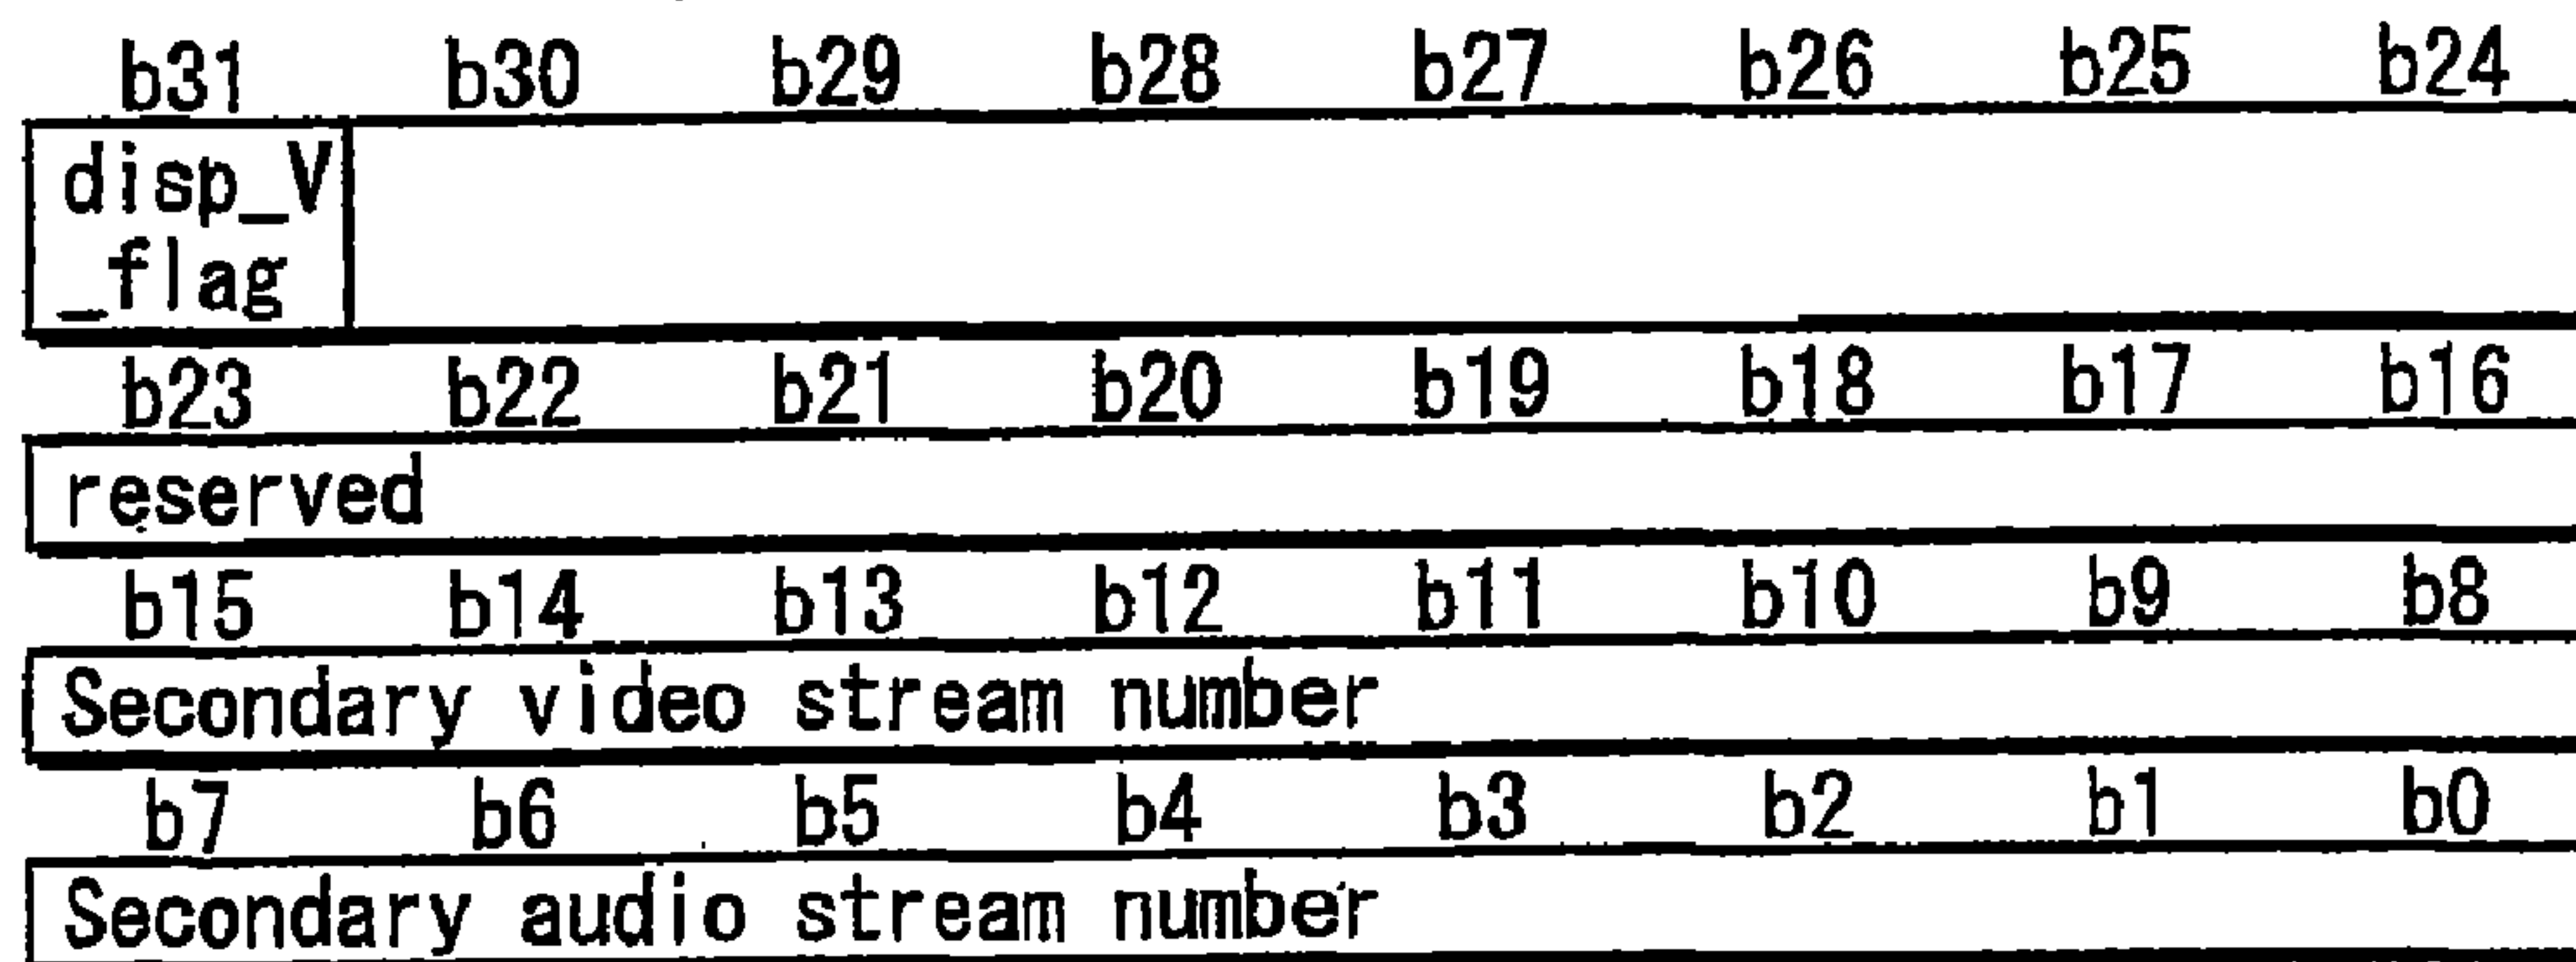 b31 b30 b29 b28 b27 b26 b25 b24
disp_V
_flag
b23 b22 b21 b20 b19 b18 b17 b16
reserved
b15 b14 b13 b12 b11 b10 b9 b8
Secondary video stream number
b7 b6 b5 b4 b3 b2 b1 b0
Secondary audio stream number